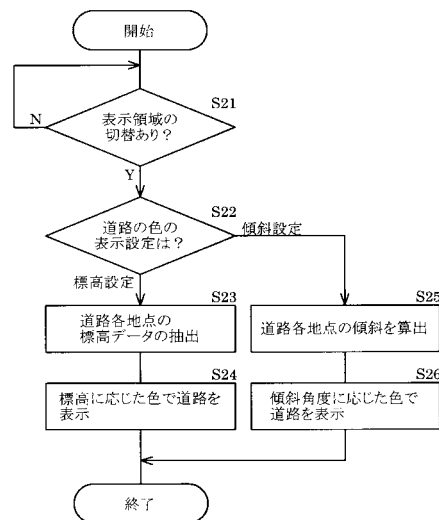 開始
S21
表示領域の
切替あり?
N
Y
S22
道路の色の
表示設定は?
傾斜設定
標高設定
S23
道路各地点の
標高データの抽出
S25
道路各地点の傾斜を算出
S24
標高に応じた色で道路を
表示
S26
傾斜角度に応じた色で
道路を表示
終了